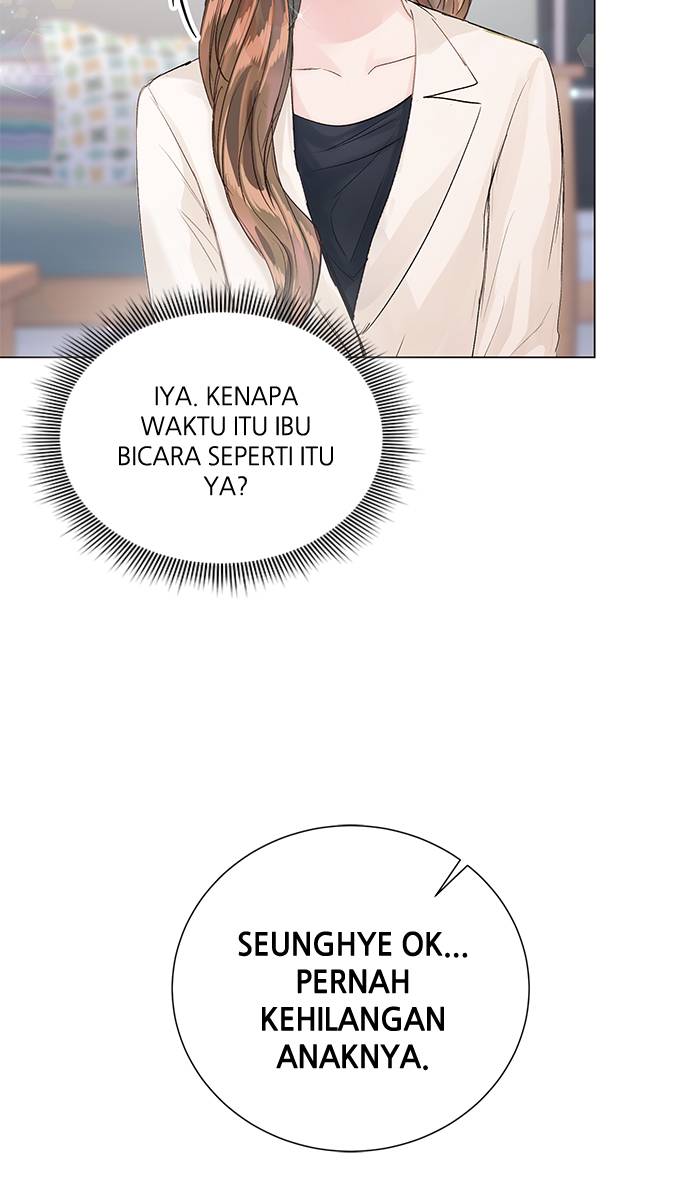 IYA. KENAPA
WAKTU ITU IBU
BICARA SEPERTI ITU
YA?
SEUNGHYE OK...
PERNAH
KEHILANGAN
ANAKNYA.